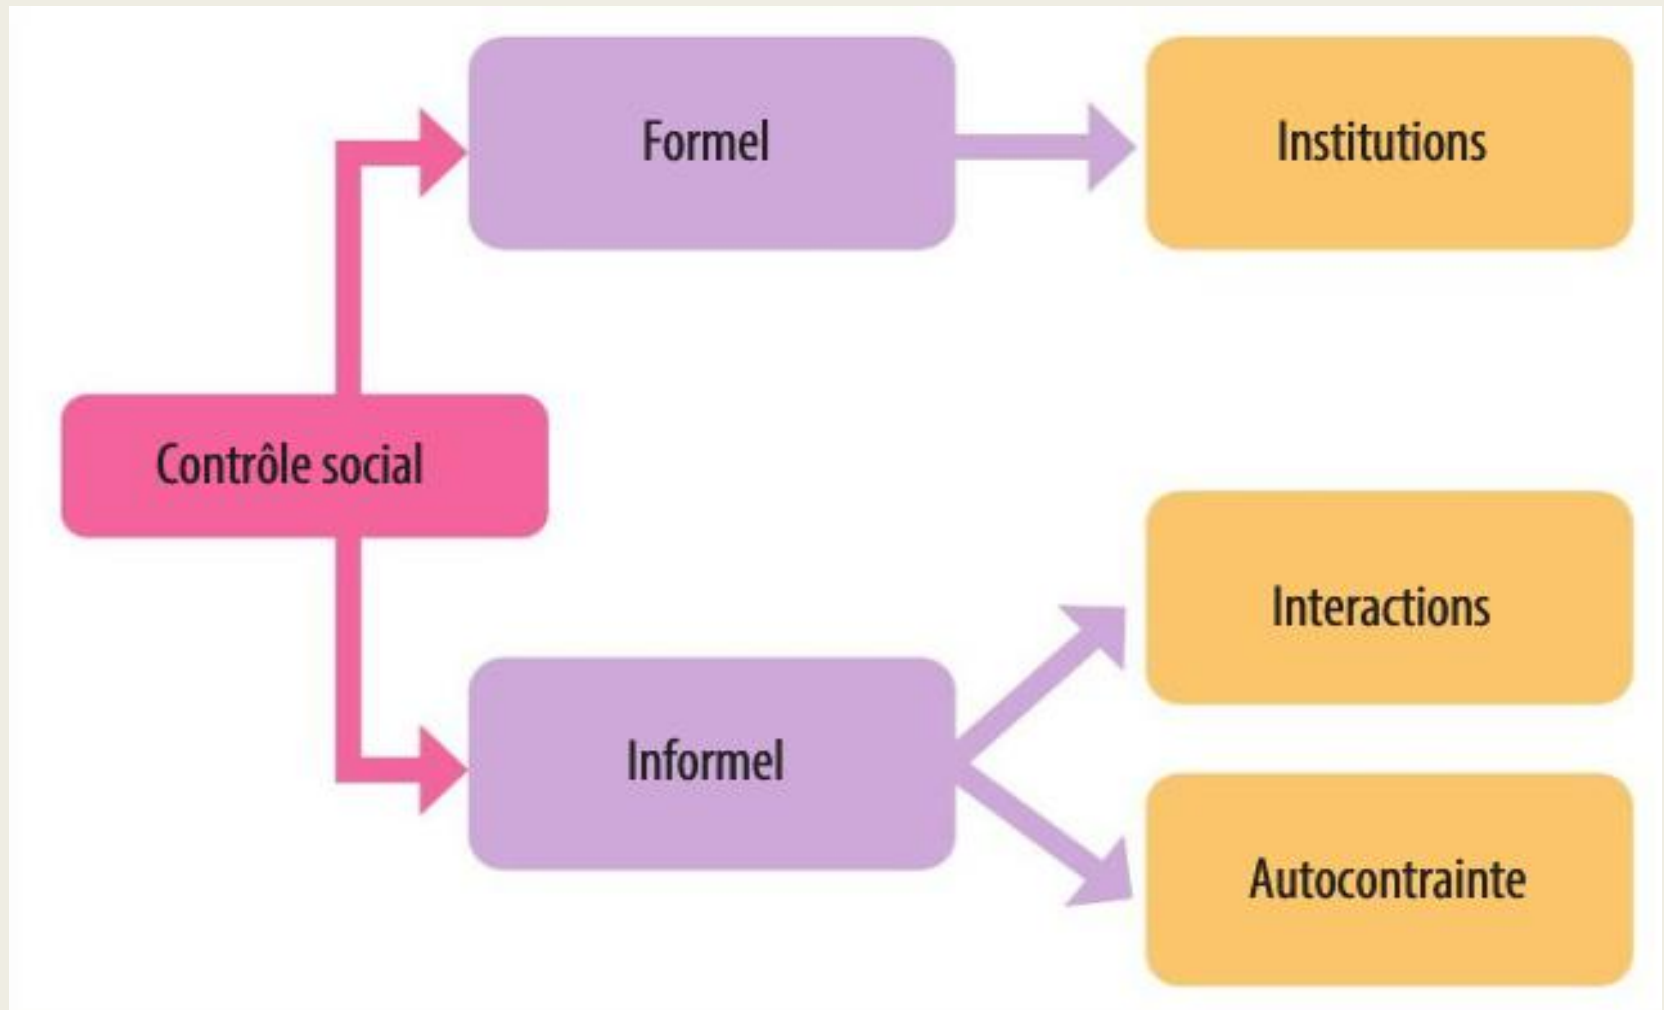 Formel
Institutions
Contrôle social
Interactions
Informel
Autocontrainte